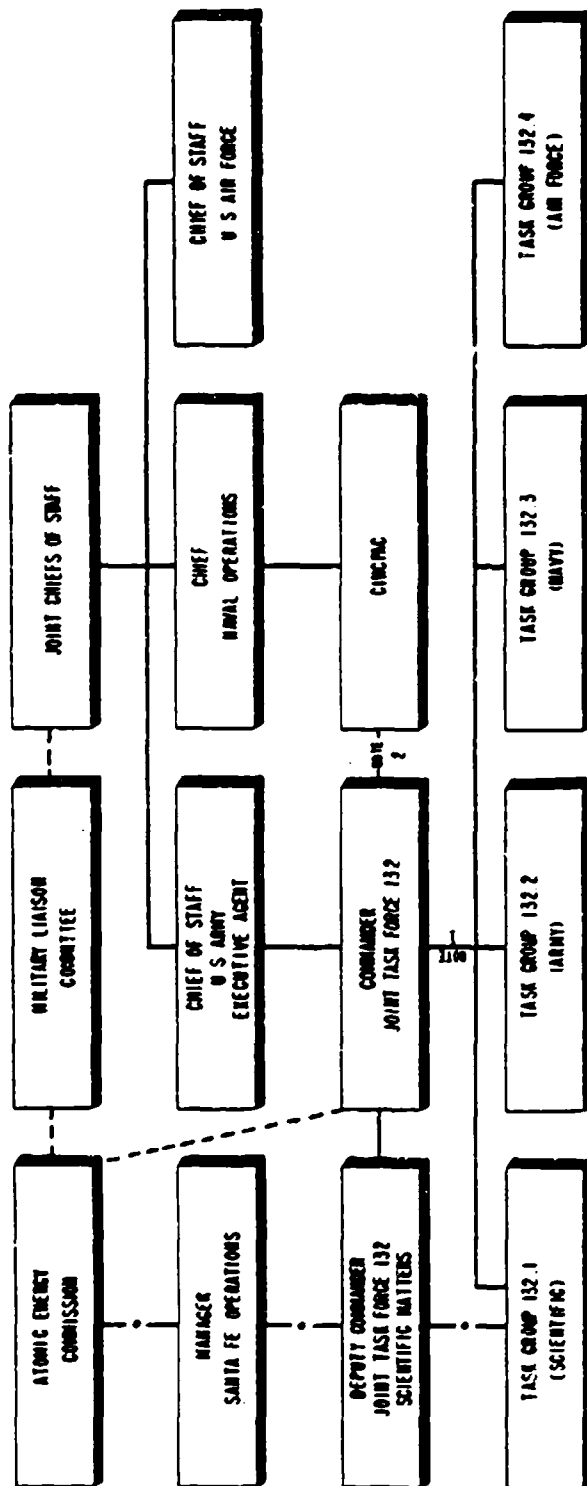 ATOMIC ENERGY
COMMISSION
MILITARY LIAISON
COMMITTEE
JOINT CHIEFS OF STAFF
MANAGER
SANTA FE OPERATIONS
CHIEF OF STAFF
U S ARMY
EXECUTIVE AGENT
CHIEF
NAVAL OPERATIONS
CHIEF OF STAFF
U S AIR FORCE
DEPUTY COMMANDER
JOINT TASK FORCE 132
SCIENTIFIC MATTERS
COMMANDER
JOINT TASK FORCE 132
NOTE
2
CINCPAC
NOTE
1
TASK GROUP 132.1
(SCIENTIFIC)
TASK GROUP 132.2
(ARMY)
TASK GROUP 132.3
(NAVY)
TASK GROUP 132.4
(AIR FORCE)